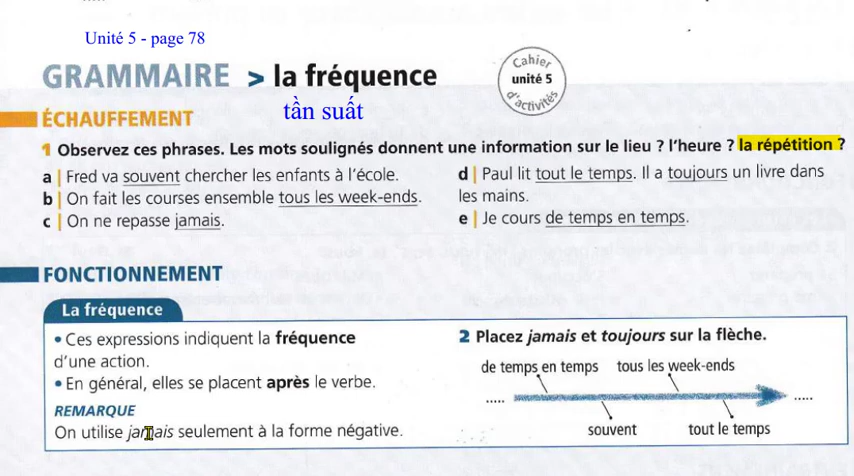 Unité 5 - page 78
GRAMMAIRE > la fréquence
Cahier
unité 5
d'activités
tần suất
ÉCHAUFFEMENT
1 Observez ces phrases. Les mots soulignés donnent une information sur le lieu ? l'heure ? la répétition ?
a | Fred va souvent chercher les enfants à l'école.
b | On fait les courses ensemble tous les week-ends.
c | On ne repasse jamais.
d | Paul lit tout le temps. Il a toujours un livre dans
les mains.
e | Je cours de temps en temps.
FONCTIONNEMENT
La fréquence
• Ces expressions indiquent la fréquence
d'une action.
• En général, elles se placent après le verbe.
REMARQUE
On utilise jamais seulement à la forme négative.
2 Placez jamais et toujours sur la flèche.
de temps en temps tous les week-ends
..... .....
souvent tout le temps